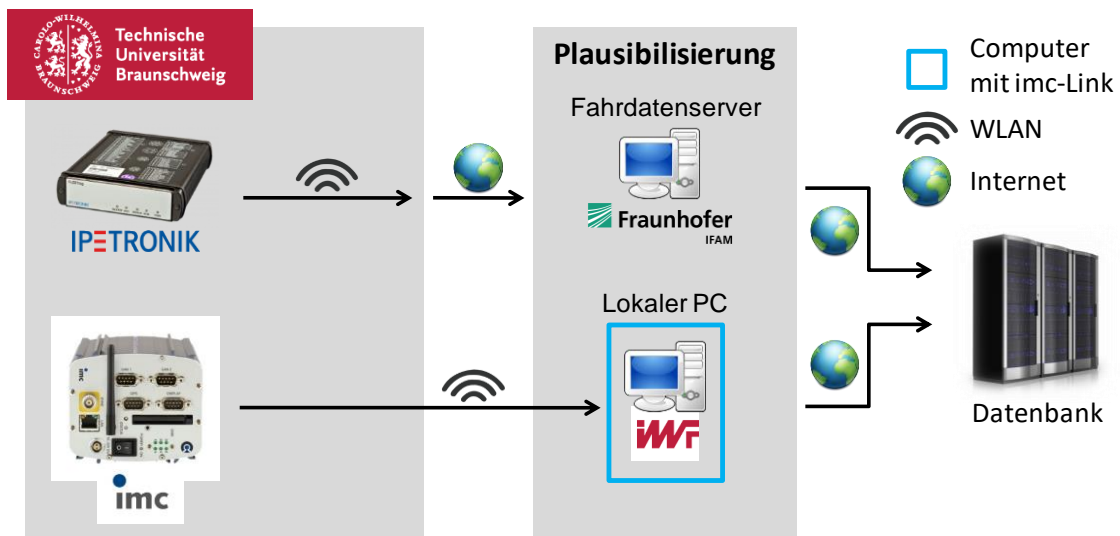 CAROLO-WILHELMINA
BRAUNSCHWEIG
Technische
Universität
Braunschweig
Plausibilisierung
Computer
mit imc-Link
WLAN
Internet
Fahrdatenserver
IPETRONIK
Fraunhofer
IFAM
Lokaler PC
imc
iWF
imc
Datenbank